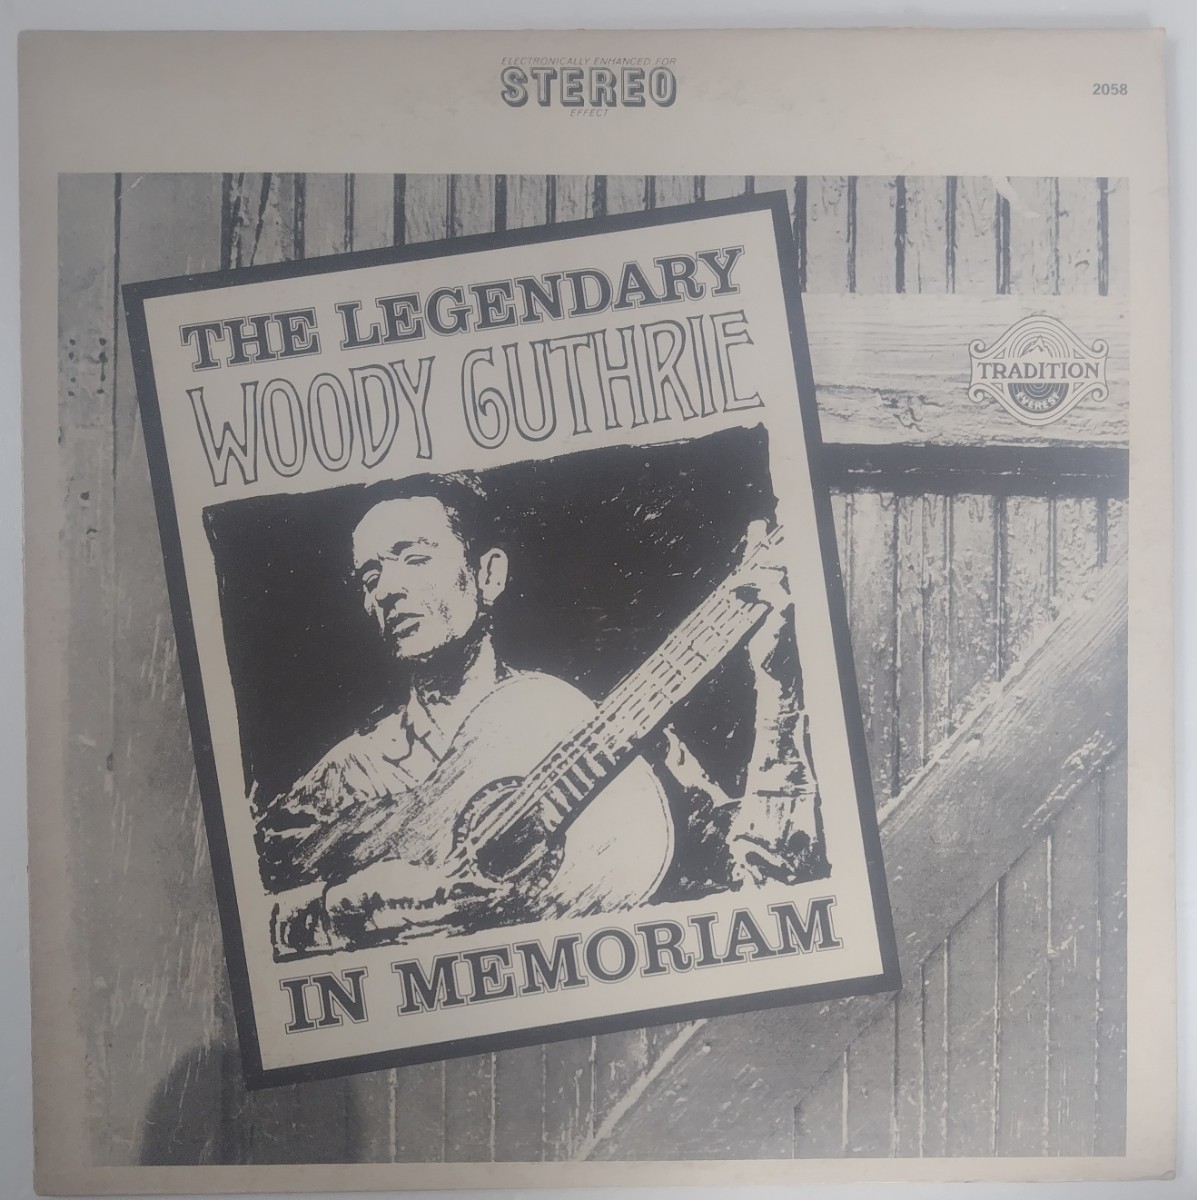 ELECTRONICALLY ENHANCED FOR
STEREO
EFFECT
2058
THE LEGENDARY
WOODY GUTHRIE
TRADITION
EVEREST
IN MEMORIAM